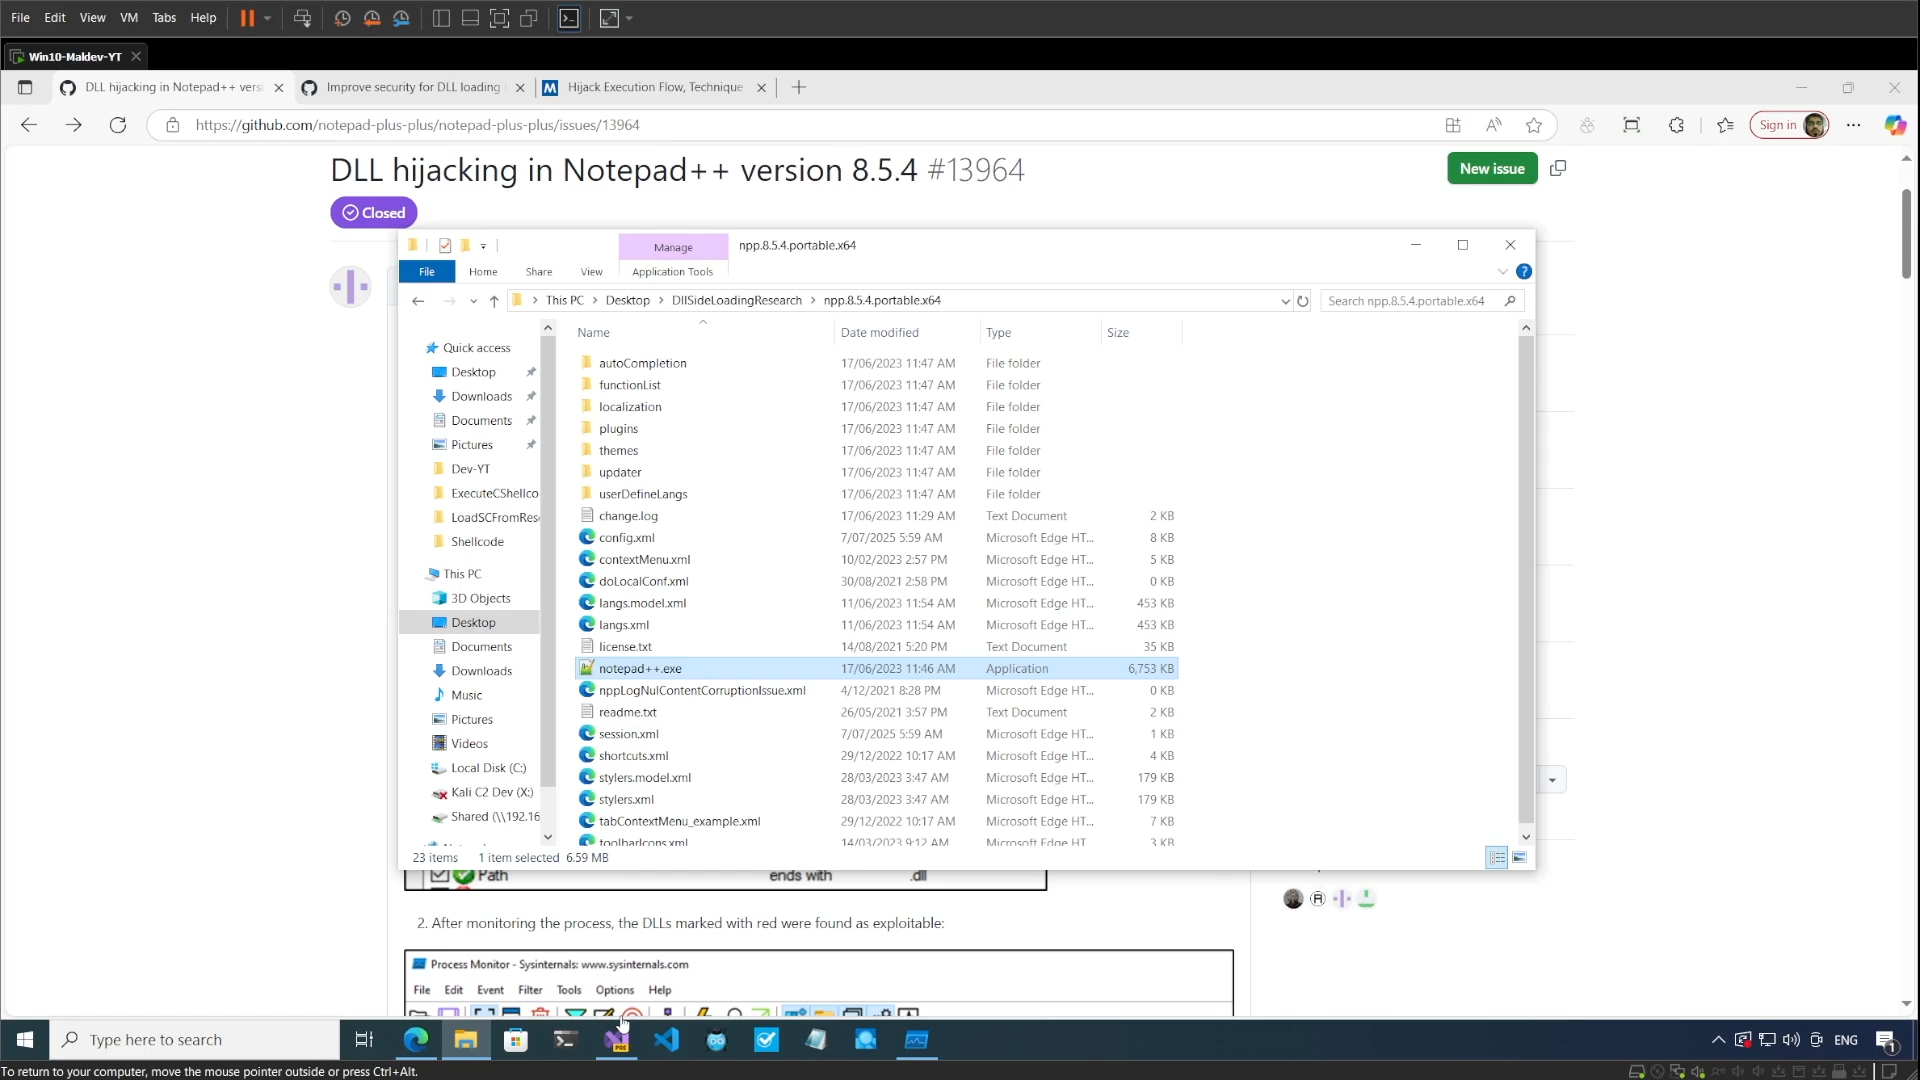 File Edit View VM Tabs Help
Win10-Maldev-YT
DLL hijacking in Notepad++ versi
Improve security for DLL loading
Hijack Execution Flow, Technique
https://github.com/notepad-plus-plus/notepad-plus-plus/issues/13964
Sign in
DLL hijacking in Notepad++ version 8.5.4 #13964
New issue
Closed
Manage
npp.8.5.4.portable.x64
File Home Share View Application Tools
This PC > Desktop > DllSideLoadingResearch > npp.8.5.4.portable.x64
Search npp.8.5.4.portable.x64
Quick access
Desktop
Downloads
Documents
Pictures
Dev-YT
ExecuteCShellco
LoadSCFromRes
Shellcode
This PC
3D Objects
Desktop
Documents
Downloads
Music
Pictures
Videos
Local Disk (C:)
Kali C2 Dev (X:)
Shared (\\192.16
Name Date modified Type Size
autoCompletion 17/06/2023 11:47 AM File folder
functionList 17/06/2023 11:47 AM File folder
localization 17/06/2023 11:47 AM File folder
plugins 17/06/2023 11:47 AM File folder
themes 17/06/2023 11:47 AM File folder
updater 17/06/2023 11:47 AM File folder
userDefineLangs 17/06/2023 11:47 AM File folder
change.log 17/06/2023 11:29 AM Text Document 2 KB
config.xml 7/07/2025 5:59 AM Microsoft Edge HT... 8 KB
contextMenu.xml 10/02/2023 2:57 PM Microsoft Edge HT... 5 KB
doLocalConf.xml 30/08/2021 2:58 PM Microsoft Edge HT... 0 KB
langs.model.xml 11/06/2023 11:54 AM Microsoft Edge HT... 453 KB
langs.xml 11/06/2023 11:54 AM Microsoft Edge HT... 453 KB
license.txt 14/08/2021 5:20 PM Text Document 35 KB
notepad++.exe 17/06/2023 11:46 AM Application 6,753 KB
nppLogNulContentCorruptionIssue.xml 4/12/2021 8:28 PM Microsoft Edge HT... 0 KB
readme.txt 26/05/2021 3:57 PM Text Document 2 KB
session.xml 7/07/2025 5:59 AM Microsoft Edge HT... 1 KB
shortcuts.xml 29/12/2022 10:17 AM Microsoft Edge HT... 4 KB
stylers.model.xml 28/03/2023 3:47 AM Microsoft Edge HT... 179 KB
stylers.xml 28/03/2023 3:47 AM Microsoft Edge HT... 179 KB
tabContextMenu_example.xml 29/12/2022 10:17 AM Microsoft Edge HT... 7 KB
toolbarIcons.xml 14/03/2023 9:12 AM Microsoft Edge HT... 3 KB
23 items 1 item selected 6.59 MB
Path ends with .dll
2. After monitoring the process, the DLLs marked with red were found as exploitable:
Process Monitor - Sysinternals: www.sysinternals.com
File Edit Event Filter Tools Options Help
Type here to search
ENG
1
To return to your computer, move the mouse pointer outside or press Ctrl+Alt.